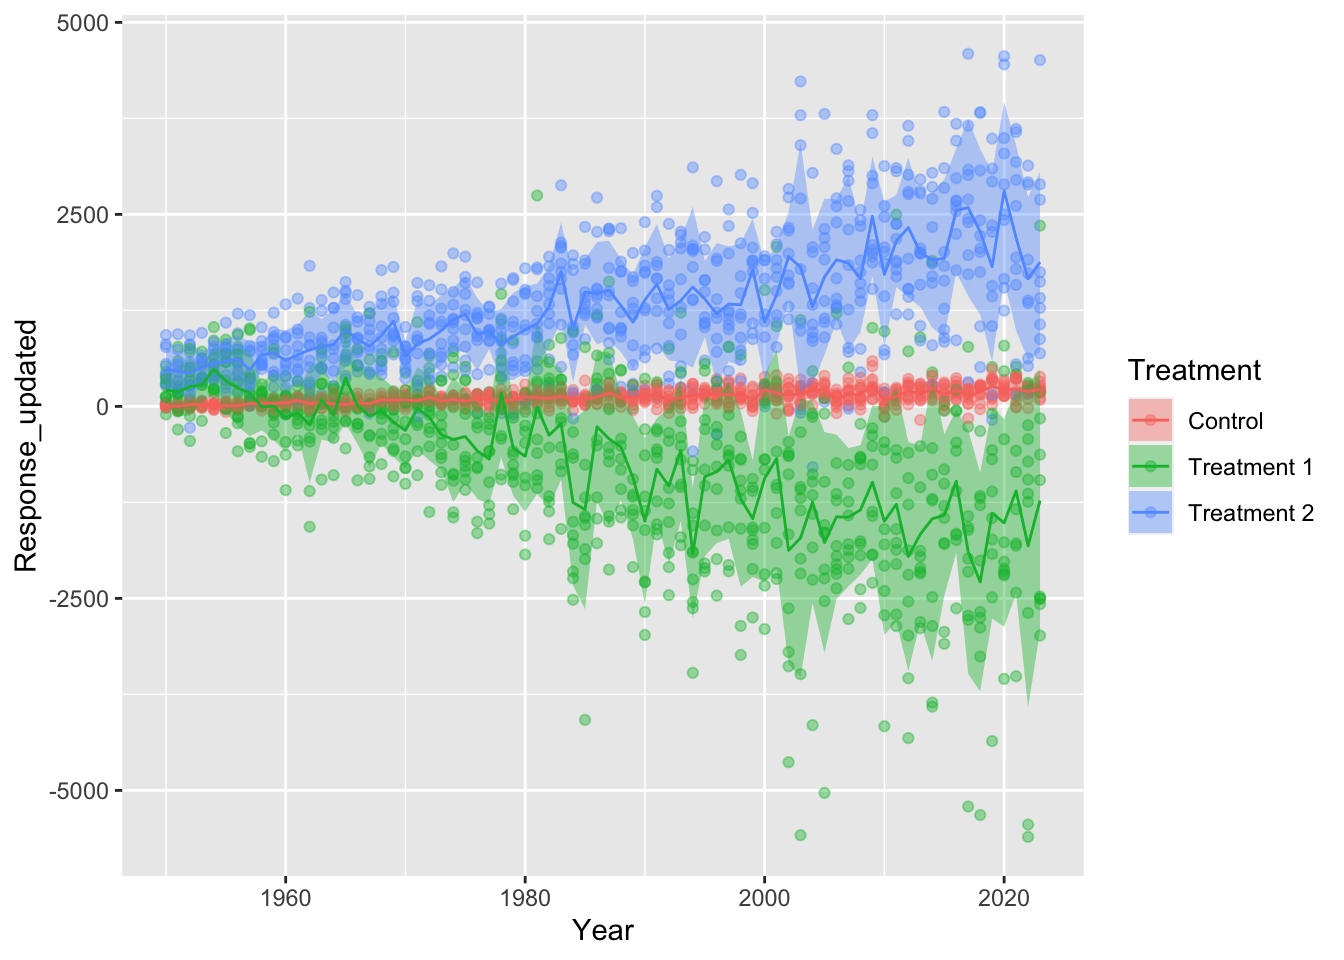 5000
2500
0
-2500
-5000
Response_updated
1960
1980
2000
2020
Year
Treatment
Control
Treatment 1
Treatment 2